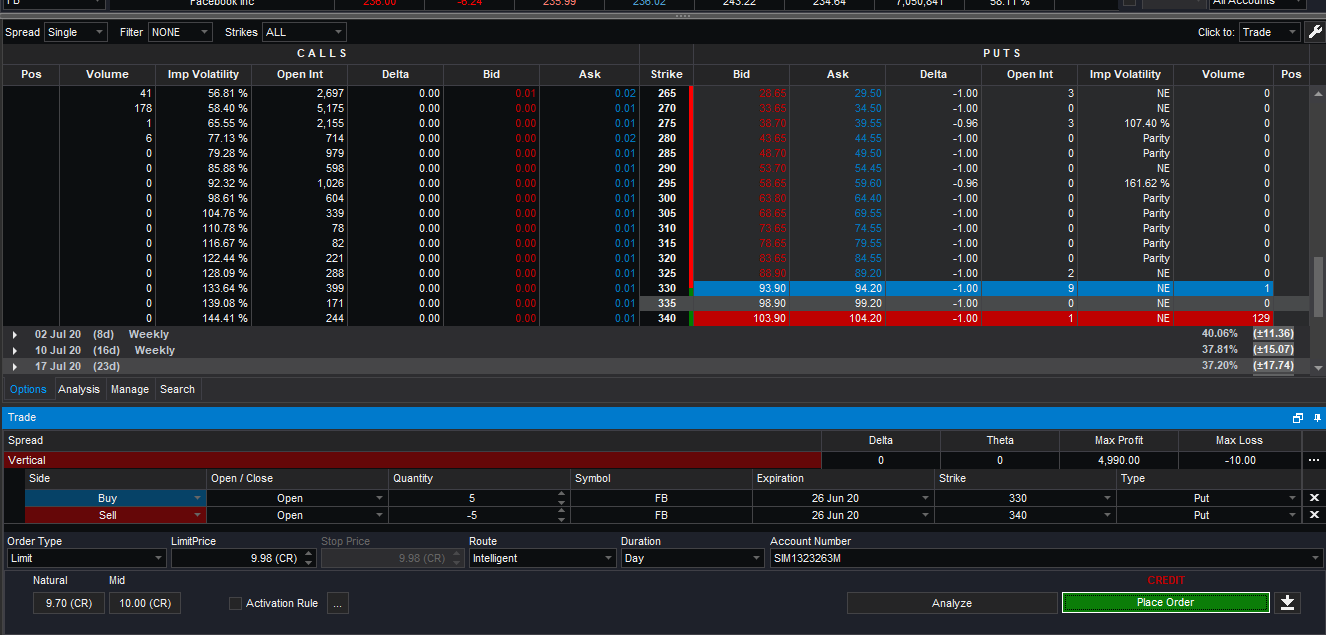 FB Facebook Inc 236.00 -6.24 235.99 236.02 243.22 234.64 7,050,841 58.11 % All Accounts
Spread Single Filter NONE Strikes ALL Click to: Trade
CALLS PUTS
Pos Volume Imp Volatility Open Int Delta Bid Ask Strike Bid Ask Delta Open Int Imp Volatility Volume Pos
41 56.81 % 2,697 0.00 0.01 0.02 265 28.65 29.50 -1.00 3 NE 0
178 58.40 % 5,175 0.00 0.00 0.01 270 33.65 34.50 -1.00 0 NE 0
1 65.55 % 2,155 0.00 0.00 0.01 275 38.70 39.55 -0.96 3 107.40 % 0
6 77.13 % 714 0.00 0.00 0.02 280 43.65 44.55 -1.00 0 Parity 0
0 79.28 % 979 0.00 0.00 0.01 285 48.70 49.50 -1.00 0 Parity 0
0 85.88 % 598 0.00 0.00 0.01 290 53.70 54.45 -1.00 0 NE 0
0 92.32 % 1,026 0.00 0.00 0.01 295 58.65 59.60 -0.96 0 161.62 % 0
0 98.61 % 604 0.00 0.00 0.01 300 63.80 64.40 -1.00 0 Parity 0
0 104.76 % 339 0.00 0.00 0.01 305 68.65 69.55 -1.00 0 Parity 0
0 110.78 % 78 0.00 0.00 0.01 310 73.65 74.55 -1.00 0 Parity 0
0 116.67 % 82 0.00 0.00 0.01 315 78.65 79.55 -1.00 0 Parity 0
0 122.44 % 221 0.00 0.00 0.01 320 83.65 84.55 -1.00 0 Parity 0
0 128.09 % 288 0.00 0.00 0.01 325 88.90 89.20 -1.00 2 NE 0
0 133.64 % 399 0.00 0.00 0.01 330 93.90 94.20 -1.00 9 NE 1
0 139.08 % 171 0.00 0.00 0.01 335 98.90 99.20 -1.00 0 NE 0
0 144.41 % 244 0.00 0.00 0.01 340 103.90 104.20 -1.00 1 NE 129
02 Jul 20 (8d) Weekly 40.06% (±11.36)
10 Jul 20 (16d) Weekly 37.81% (±15.07)
17 Jul 20 (23d) 37.20% (±17.74)
Options Analysis Manage Search
Trade
Spread Delta Theta Max Profit Max Loss
Vertical 0 0 4,990.00 -10.00 ...
Side Open / Close Quantity Symbol Expiration Strike Type
Buy Open 5 FB 26 Jun 20 330 Put X
Sell Open -5 FB 26 Jun 20 340 Put X
Order Type LimitPrice Stop Price Route Duration Account Number
Limit 9.98 (CR) 9.98 (CR) Intelligent Day SIM1323263M
Natural Mid CREDIT
9.70 (CR) 10.00 (CR) Activation Rule ... Analyze Place Order